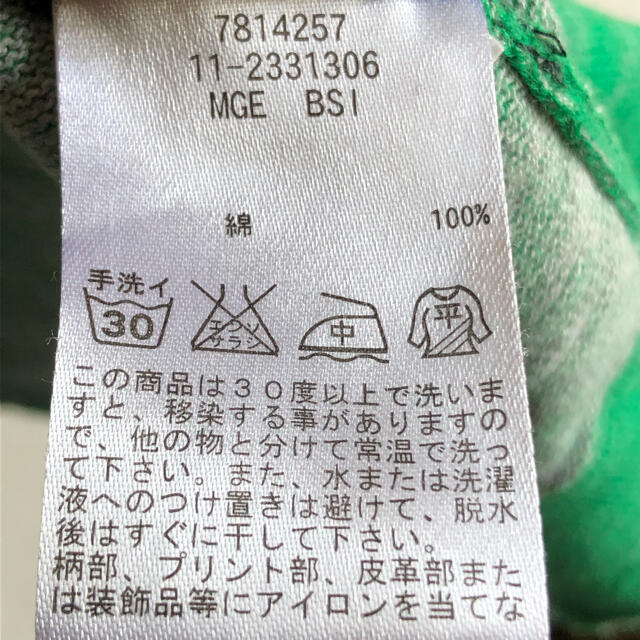 7814257
11-2331306
MGE BSI
綿 100%
手洗イ
30
エンソ
サラシ
中
平
この商品は30度以上で洗いま
すと、移染する事がありますの
で、他の物と分けて常温で洗っ
て下さい。また、水または洗濯
液へのつけ置きは避けて、脱水
後はすぐに干して下さい。
柄部、プリント部、皮革部また
は装飾品等にアイロンを当てな